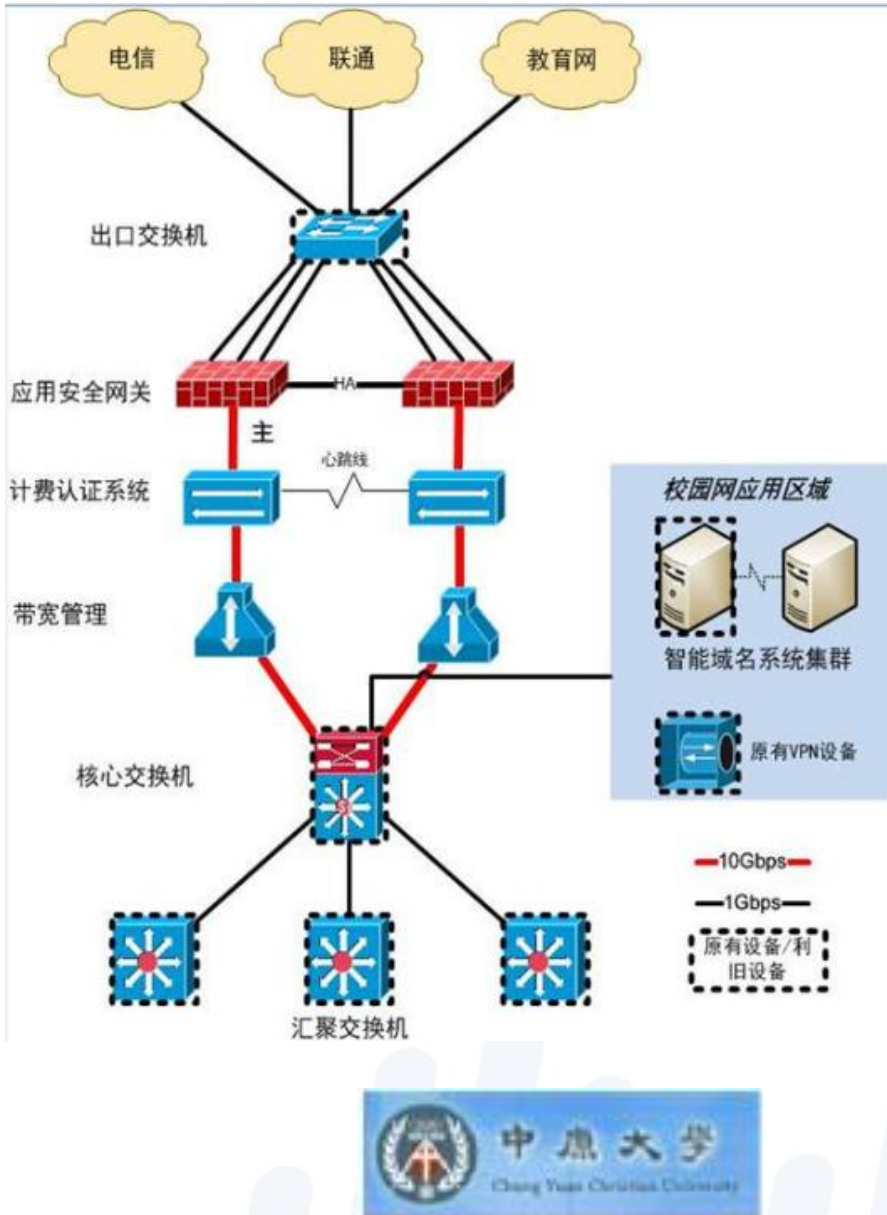 电信
联通
教育网
出口交换机
应用安全网关
HA
主
计费认证系统
心跳线
校园网应用区域
带宽管理
智能域名系统集群
原有VPN设备
核心交换机
S
10Gbps
1Gbps
原有设备/利
旧设备
汇聚交换机
中原大學
Chung Yuan Christian University